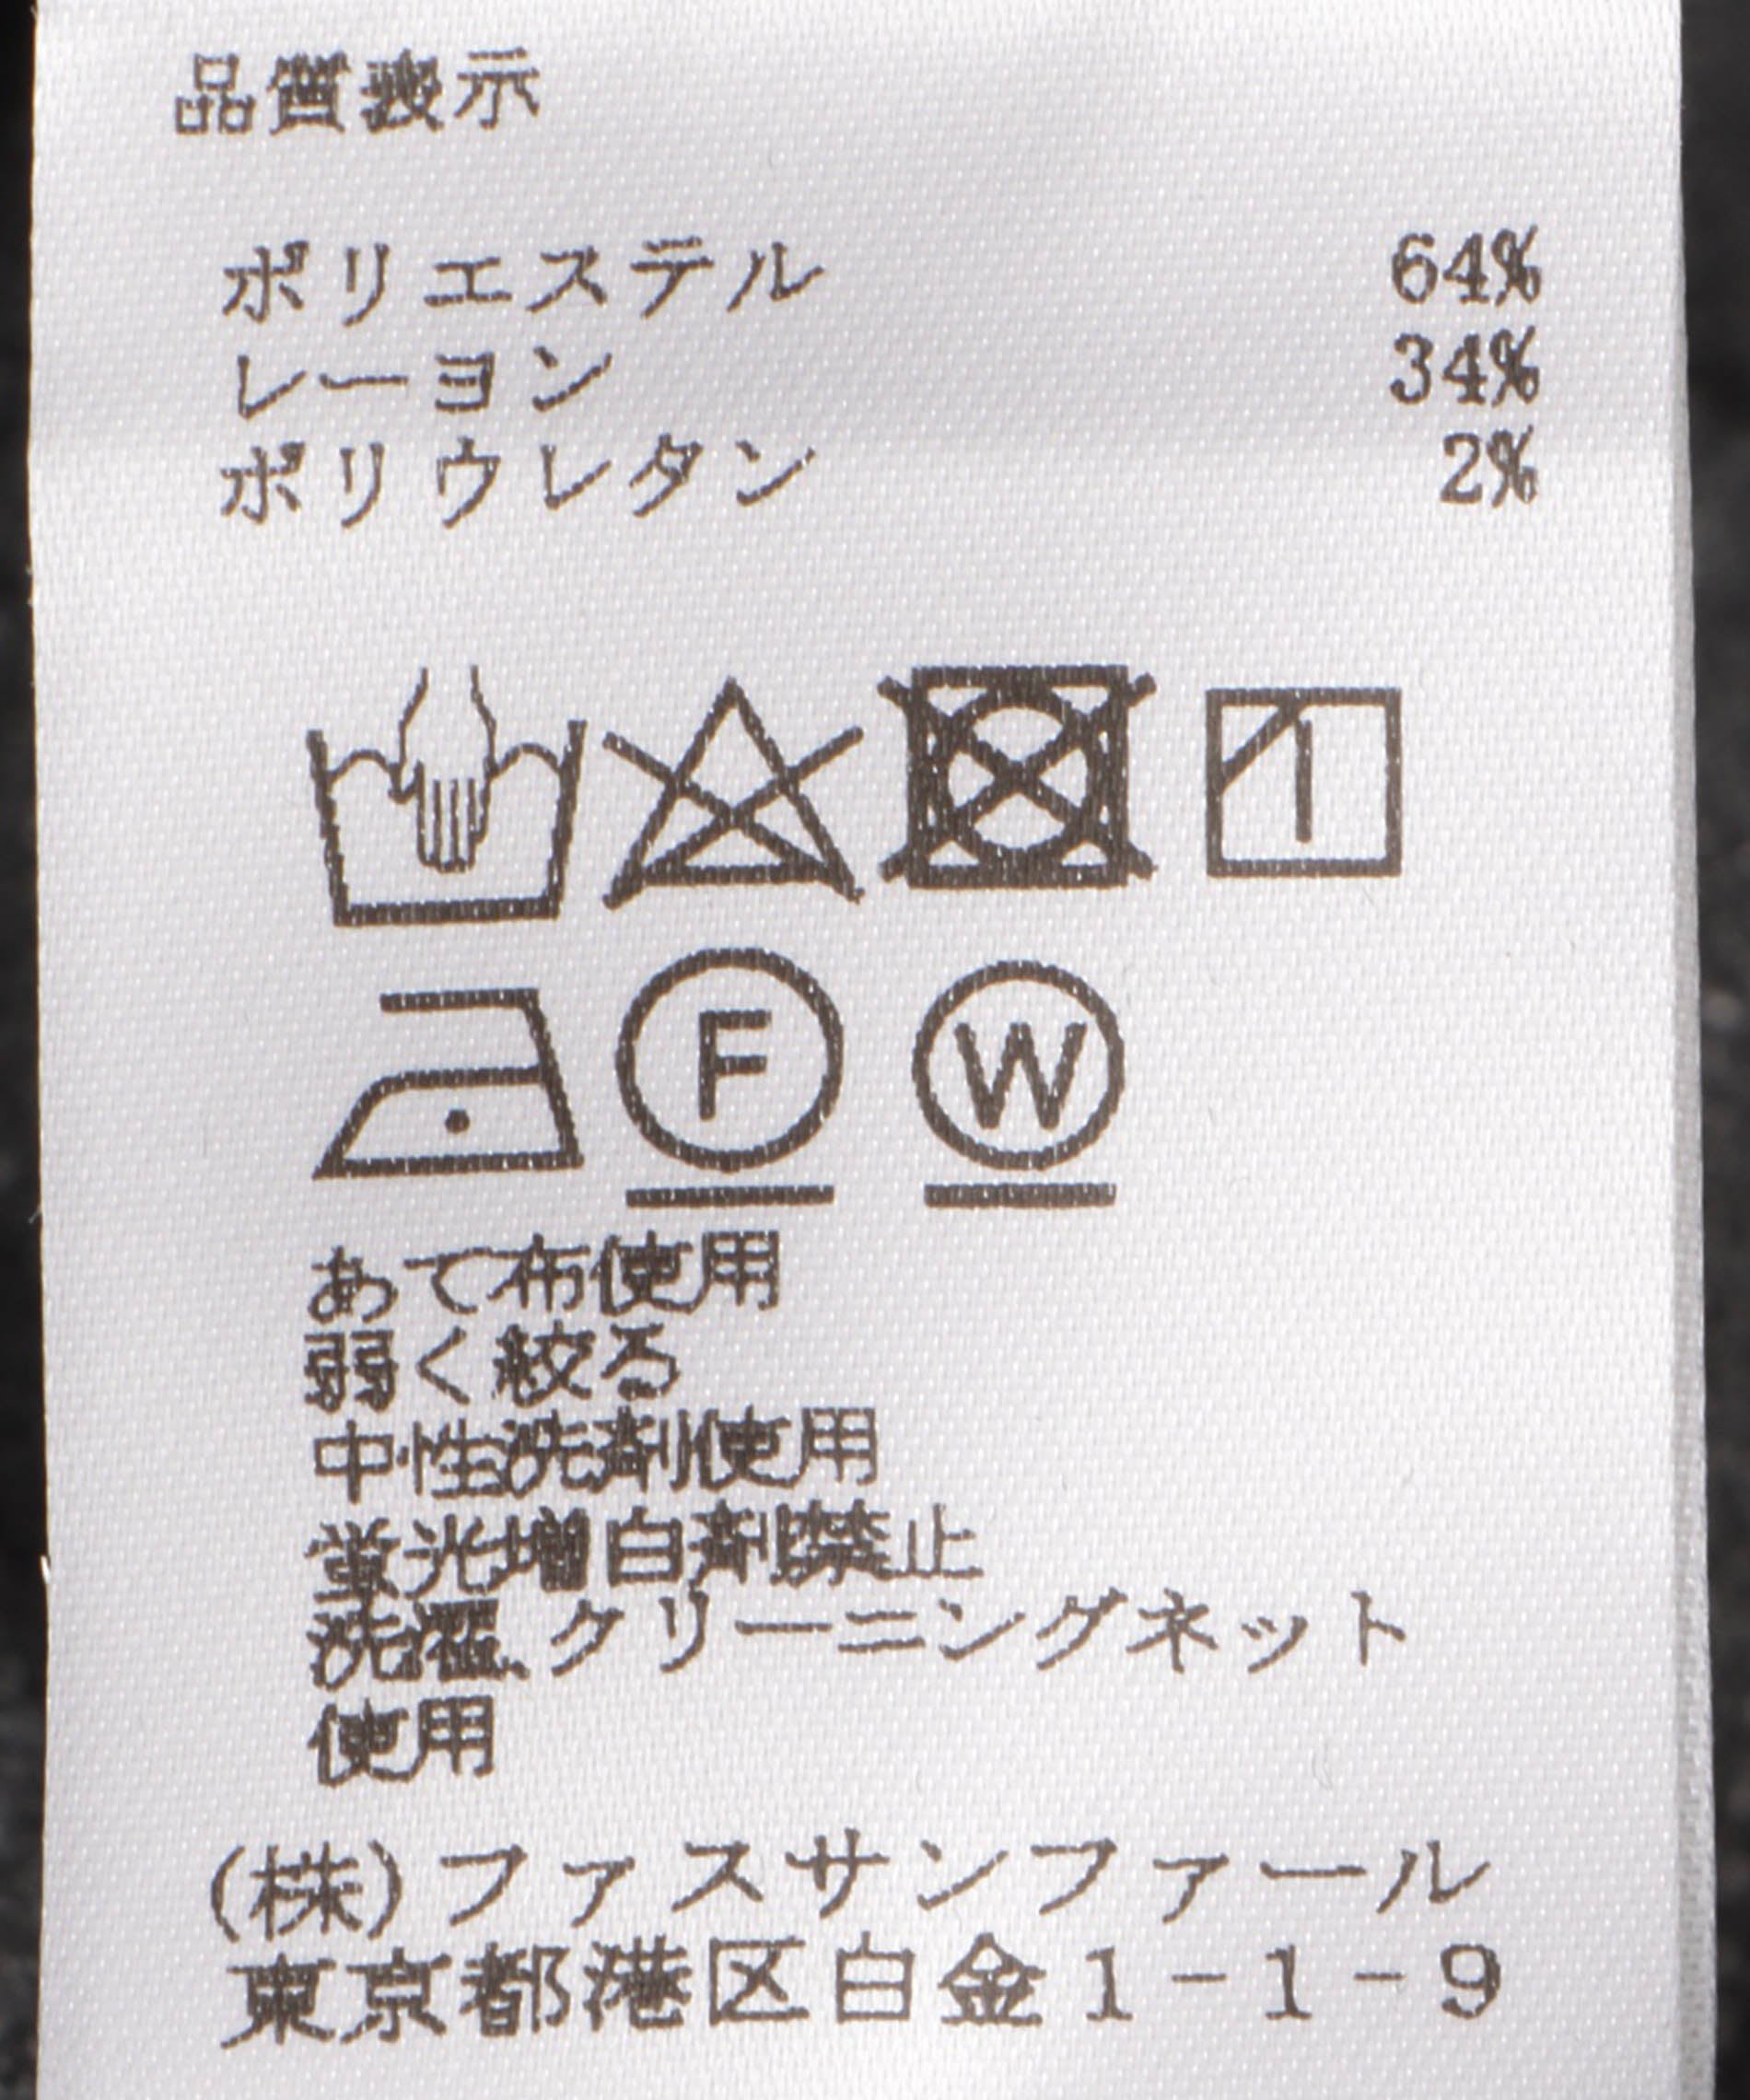 品質表示
ポリエステル 64%
レーヨン 34%
ポリウレタン 2%
F W
あて布使用
弱く絞る
中性洗剤使用
蛍光増白剤禁止
洗濯、クリーニングネット
使用
(株)ファスサンファール
東京都港区白金1-1-9